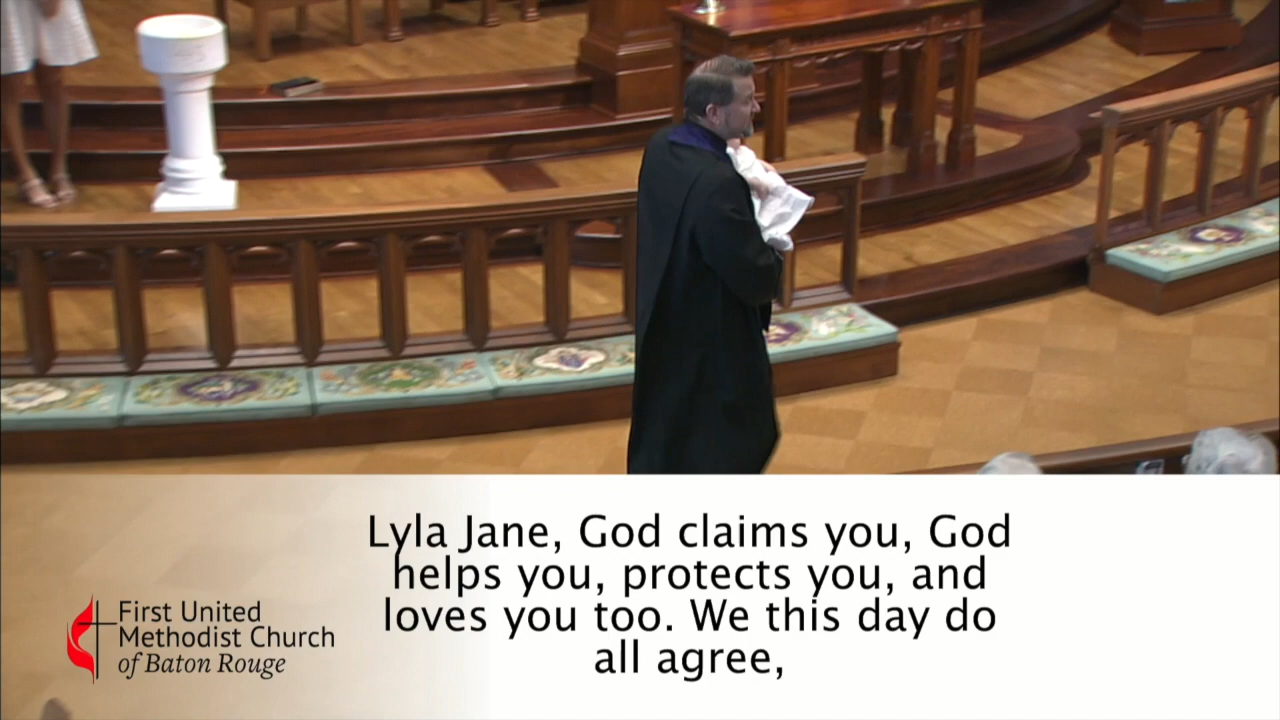 Lyla Jane, God claims you, God
helps you, protects you, and
loves you too. We this day do
all agree,
First United
Methodist Church
of Baton Rouge